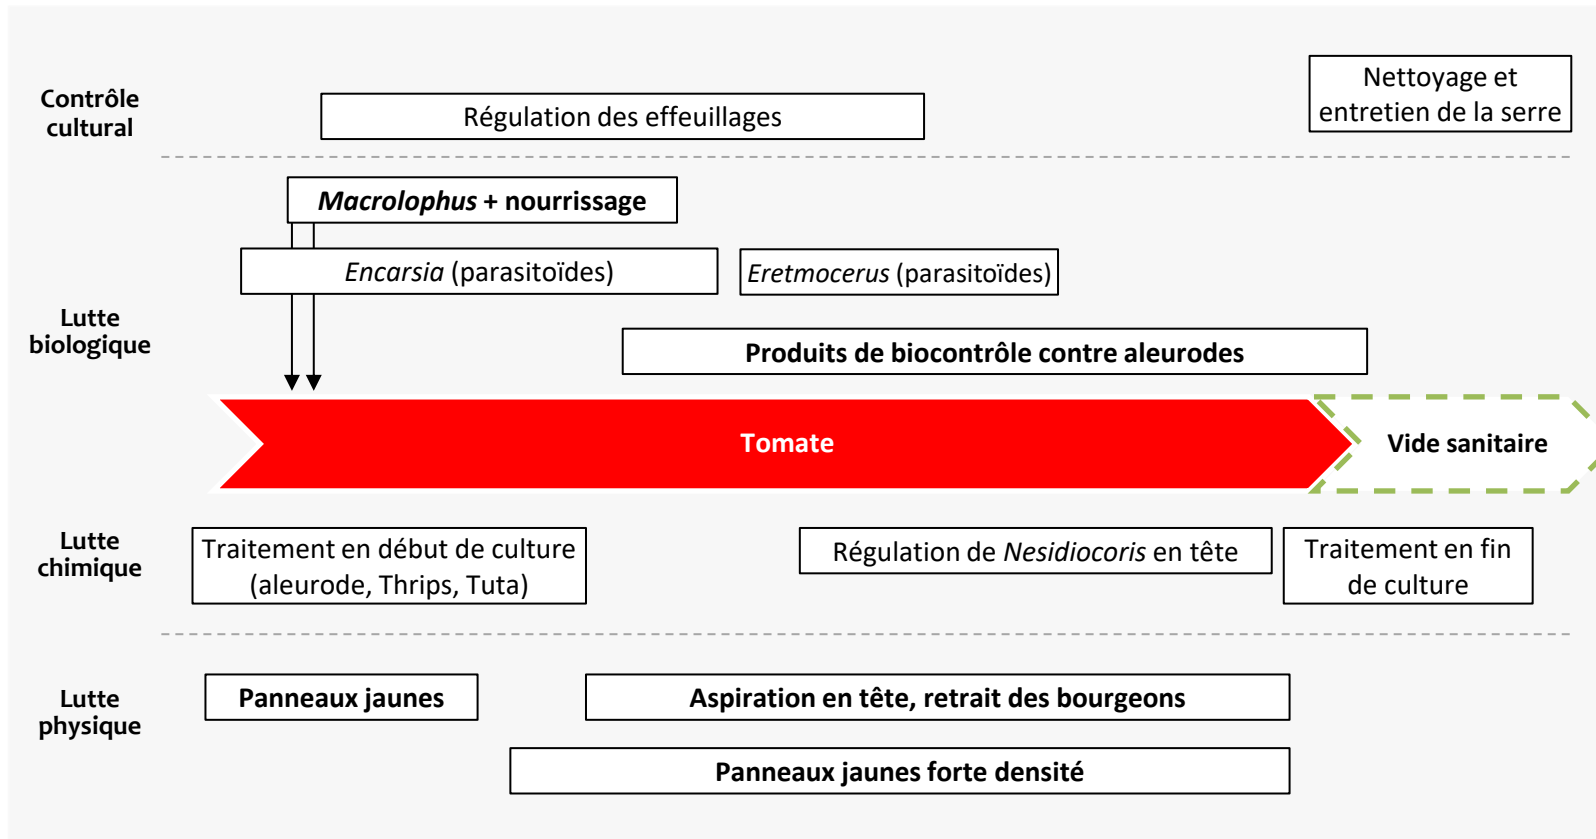 Contrôle
cultural
Régulation des effeuillages
Nettoyage et
entretien de la serre
Macrolophus + nourrissage
Encarsia (parasitoïdes)
Eretmocerus (parasitoïdes)
Lutte
biologique
Produits de biocontrôle contre aleurodes
Tomate
Vide sanitaire
Lutte
chimique
Traitement en début de culture
(aleurode, Thrips, Tuta)
Régulation de Nesidiocoris en tête
Traitement en fin
de culture
Lutte
physique
Panneaux jaunes
Aspiration en tête, retrait des bourgeons
Panneaux jaunes forte densité